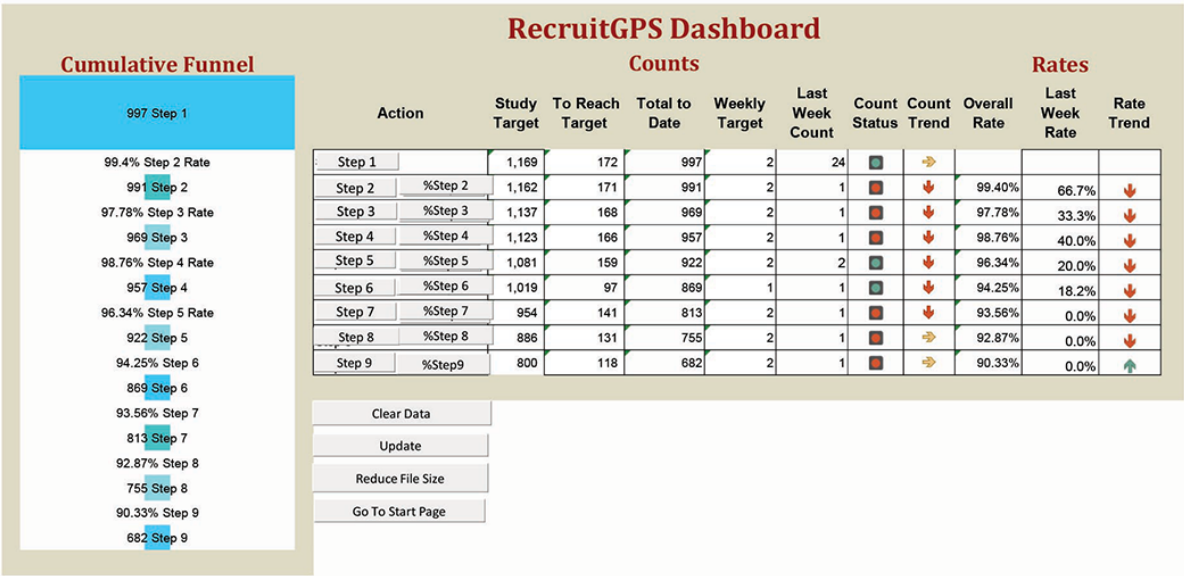 RecruitGPS Dashboard
Cumulative Funnel
Counts
Rates
997 Step 1
99.4% Step 2 Rate
991 Step 2
97.78% Step 3 Rate
969 Step 3
98.76% Step 4 Rate
957 Step 4
96.34% Step 5 Rate
922 Step 5
94.25% Step 6
869 Step 6
93.56% Step 7
813 Step 7
92.87% Step 8
755 Step 8
90.33% Step 9
682 Step 9
Action Study Target To Reach Target Total to Date Weekly Target Last Week Count Count Status Count Trend Overall Rate Last Week Rate Rate Trend
Step 1 1,169 172 997 2 24
Step 2 %Step 2 1,162 171 991 2 1 99.40% 66.7%
Step 3 %Step 3 1,137 168 969 2 1 97.78% 33.3%
Step 4 %Step 4 1,123 166 957 2 1 98.76% 40.0%
Step 5 %Step 5 1,081 159 922 2 2 96.34% 20.0%
Step 6 %Step 6 1,019 97 869 1 1 94.25% 18.2%
Step 7 %Step 7 954 141 813 2 1 93.56% 0.0%
Step 8 %Step 8 886 131 755 2 1 92.87% 0.0%
Step 9 %Step9 800 118 682 2 1 90.33% 0.0%
Clear Data
Update
Reduce File Size
Go To Start Page